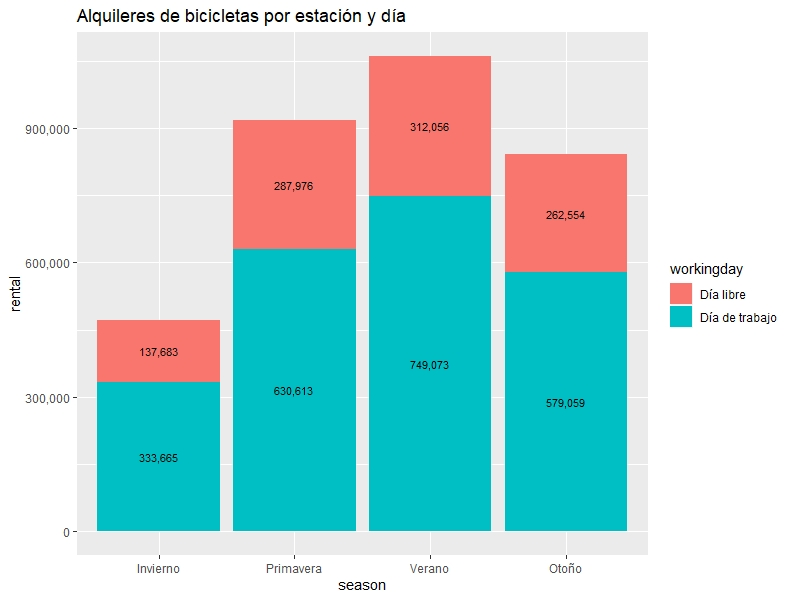 Alquileres de bicicletas por estación y día
rental
900,000
600,000
300,000
0
137,683
333,665
287,976
630,613
312,056
749,073
262,554
579,059
Invierno
Primavera
Verano
Otoño
season
workingday
Día libre
Día de trabajo